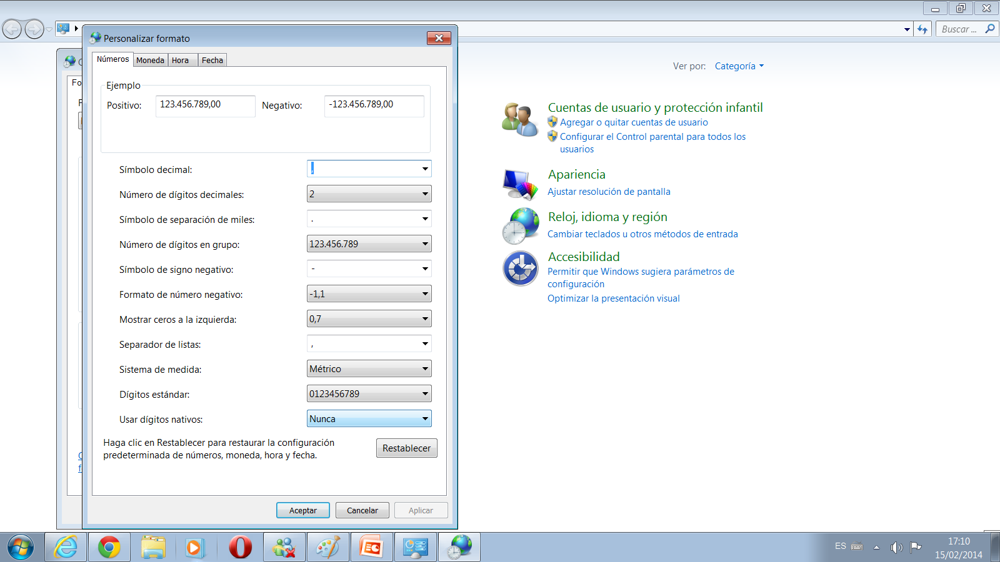 Buscar ...
Personalizar formato
Números
Moneda
Hora
Fecha
Fo
Ejemplo
Positivo:
123.456.789,00
Negativo:
-123.456.789,00
Símbolo decimal:
,
Número de dígitos decimales:
2
Símbolo de separación de miles:
.
Número de dígitos en grupo:
123.456.789
Símbolo de signo negativo:
-
Formato de número negativo:
-1,1
Mostrar ceros a la izquierda:
0,7
Separador de listas:
,
Sistema de medida:
Métrico
Dígitos estándar:
0123456789
Usar dígitos nativos:
Nunca
Haga clic en Restablecer para restaurar la configuración
predeterminada de números, moneda, hora y fecha.
Restablecer
Aceptar
Cancelar
Aplicar
Ver por:
Categoría
Cuentas de usuario y protección infantil
Agregar o quitar cuentas de usuario
Configurar el Control parental para todos los
usuarios
Apariencia
Ajustar resolución de pantalla
Reloj, idioma y región
Cambiar teclados u otros métodos de entrada
Accesibilidad
Permitir que Windows sugiera parámetros de
configuración
Optimizar la presentación visual
ES
17:10
15/02/2014